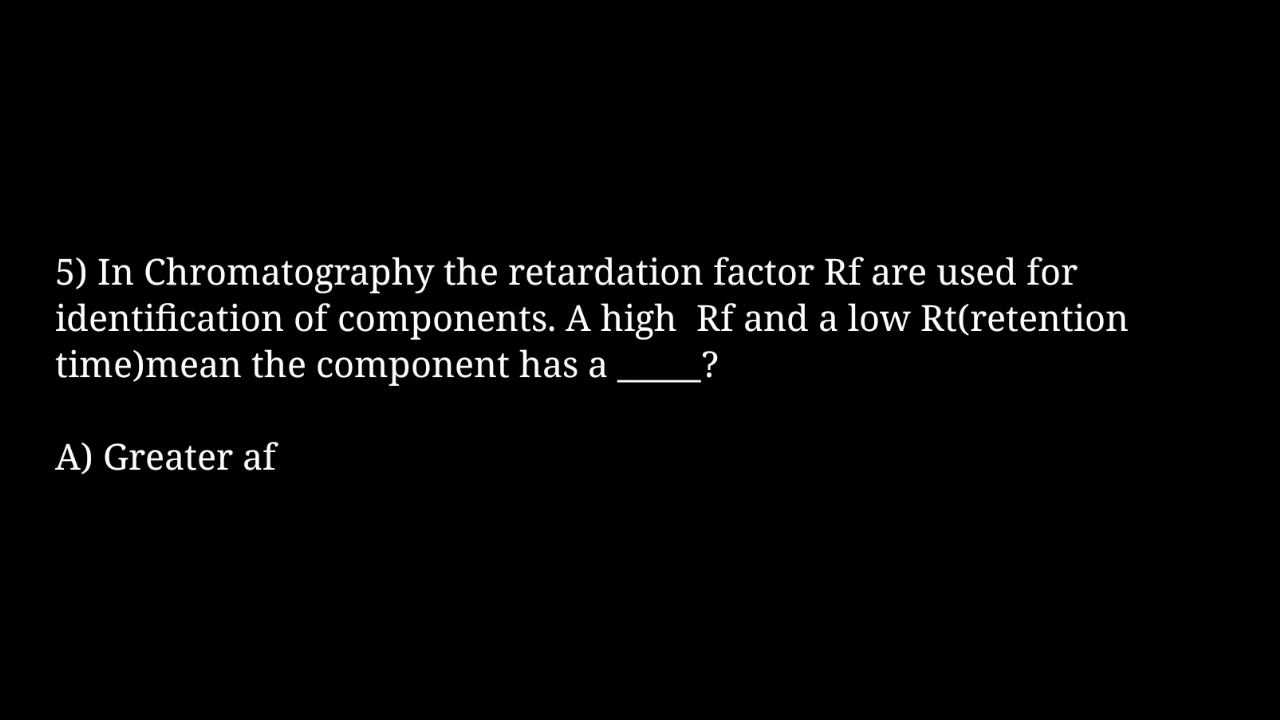 5) In Chromatography the retardation factor Rf are used for
identification of components. A high  Rf and a low Rt(retention
time)mean the component has a _____?
A) Greater af